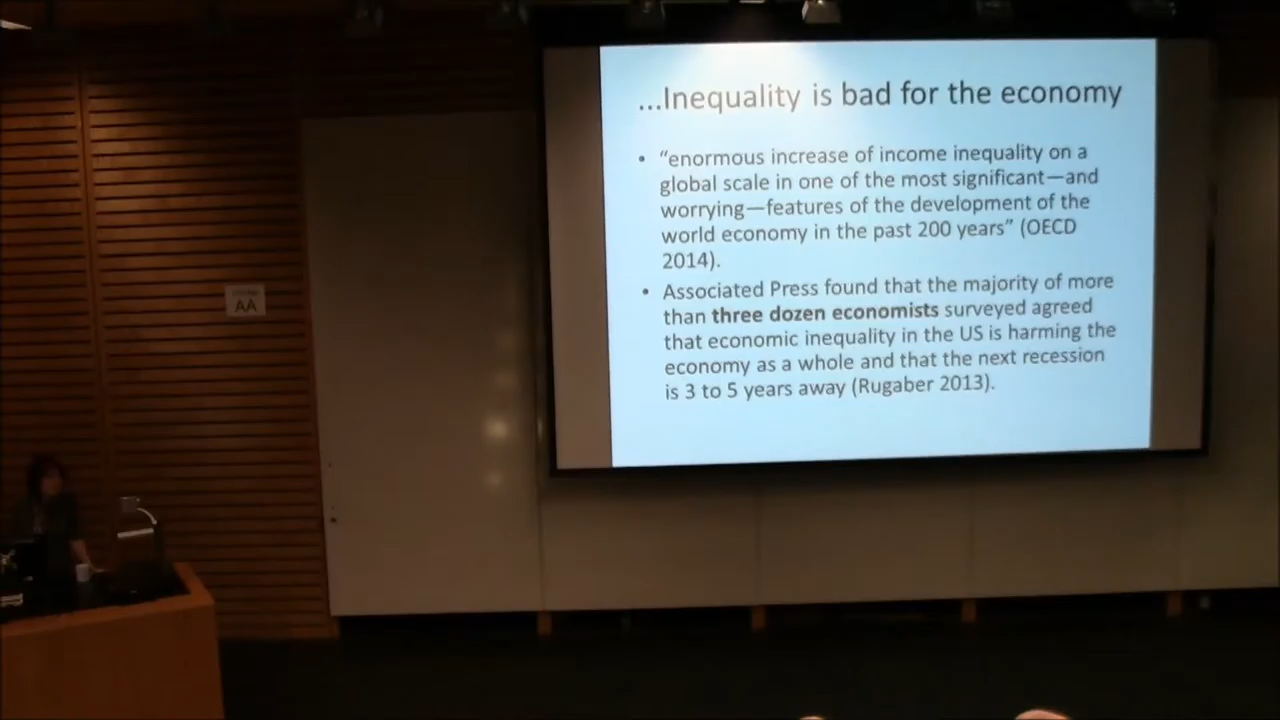 ...Inequality is bad for the economy
• “enormous increase of income inequality on a
global scale in one of the most significant—and
worrying—features of the development of the
world economy in the past 200 years” (OECD
2014).
• Associated Press found that the majority of more
than three dozen economists surveyed agreed
that economic inequality in the US is harming the
economy as a whole and that the next recession
is 3 to 5 years away (Rugaber 2013).
AA